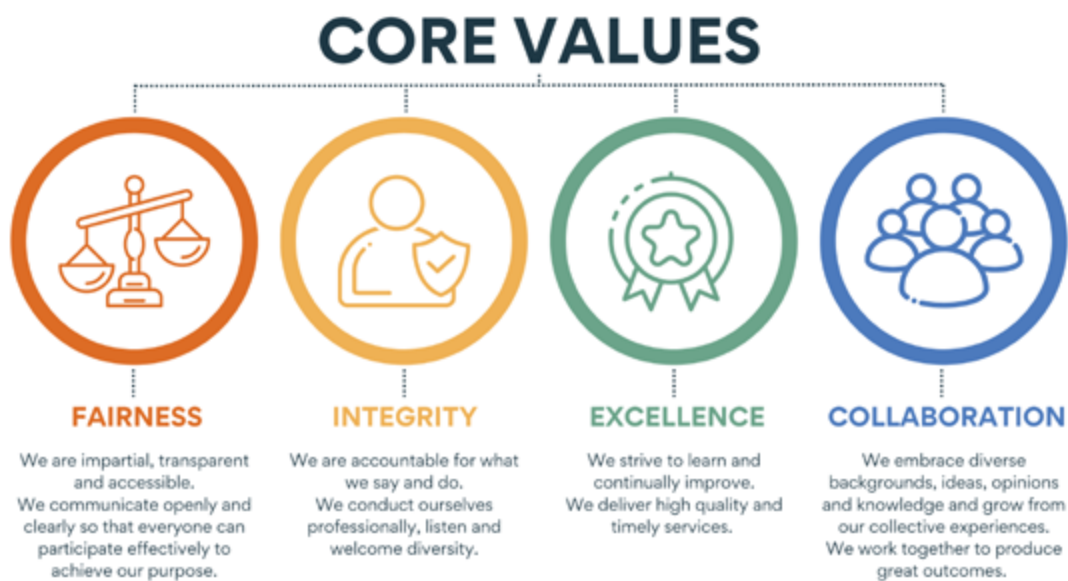 CORE VALUES
FAIRNESS
We are impartial, transparent
and accessible.
We communicate openly and
clearly so that everyone can
participate effectively to
achieve our purpose.
INTEGRITY
We are accountable for what
we say and do.
We conduct ourselves
professionally, listen and
welcome diversity.
EXCELLENCE
We strive to learn and
continually improve.
We deliver high quality and
timely services.
COLLABORATION
We embrace diverse
backgrounds, ideas, opinions
and knowledge and grow from
our collective experiences.
We work together to produce
great outcomes.